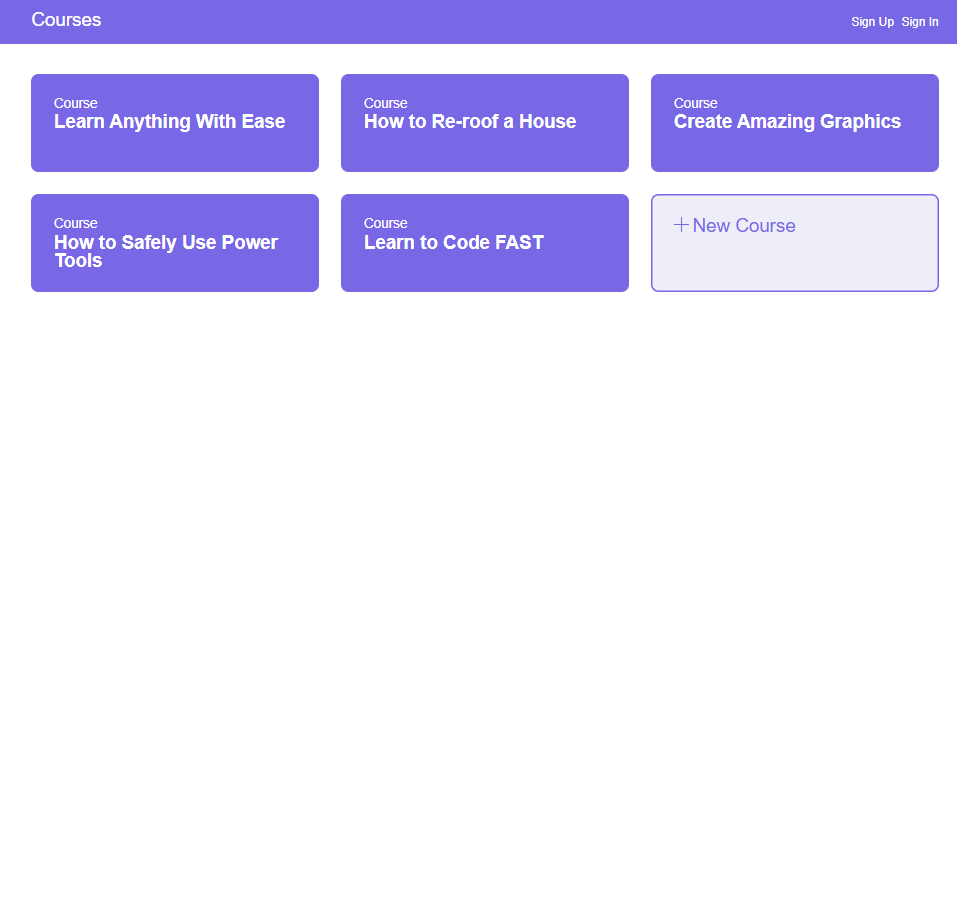 Courses
Sign Up Sign In
Course
Learn Anything With Ease
Course
How to Re-roof a House
Course
Create Amazing Graphics
Course
How to Safely Use Power
Tools
Course
Learn to Code FAST
New Course